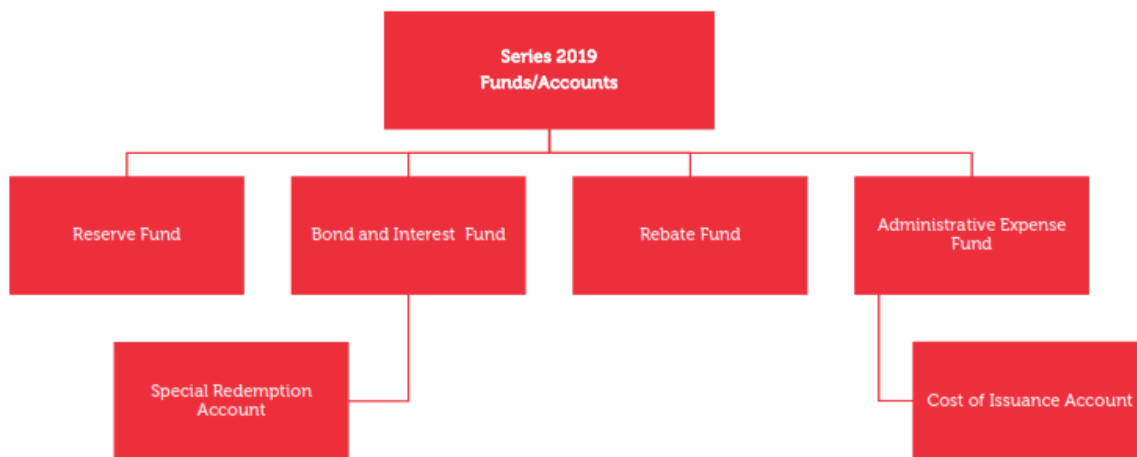 Series 2019
Funds/Accounts
Reserve Fund
Bond and Interest Fund
Rebate Fund
Administrative Expense
Fund
Special Redemption
Account
Cost of Issuance Account